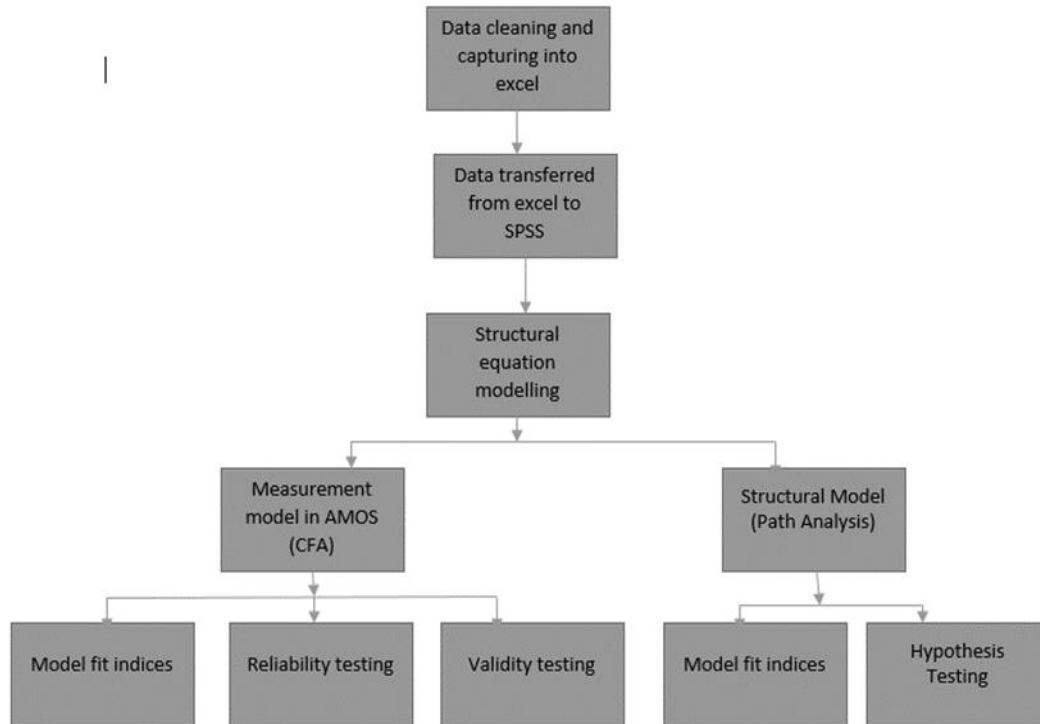 Data cleaning and
capturing into
excel
Data transferred
from excel to
SPSS
Structural
equation
modelling
Measurement
model in AMOS
(CFA)
Structural Model
(Path Analysis)
Model fit indices
Reliability testing
Validity testing
Model fit indices
Hypothesis
Testing